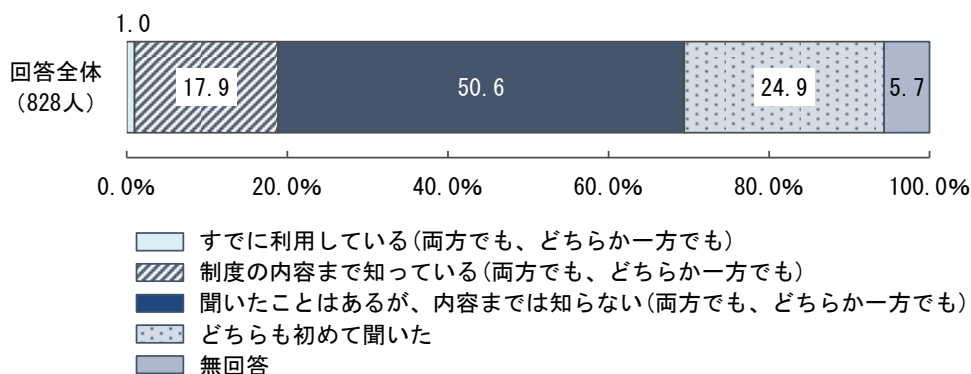 1.0
回答全体
（828人）
17.9
50.6
24.9
5.7
0.0%
20.0%
40.0%
60.0%
80.0%
100.0%
すでに利用している(両方でも、どちらか一方でも)
制度の内容まで知っている(両方でも、どちらか一方でも)
聞いたことはあるが、内容までは知らない(両方でも、どちらか一方でも)
どちらも初めて聞いた
無回答